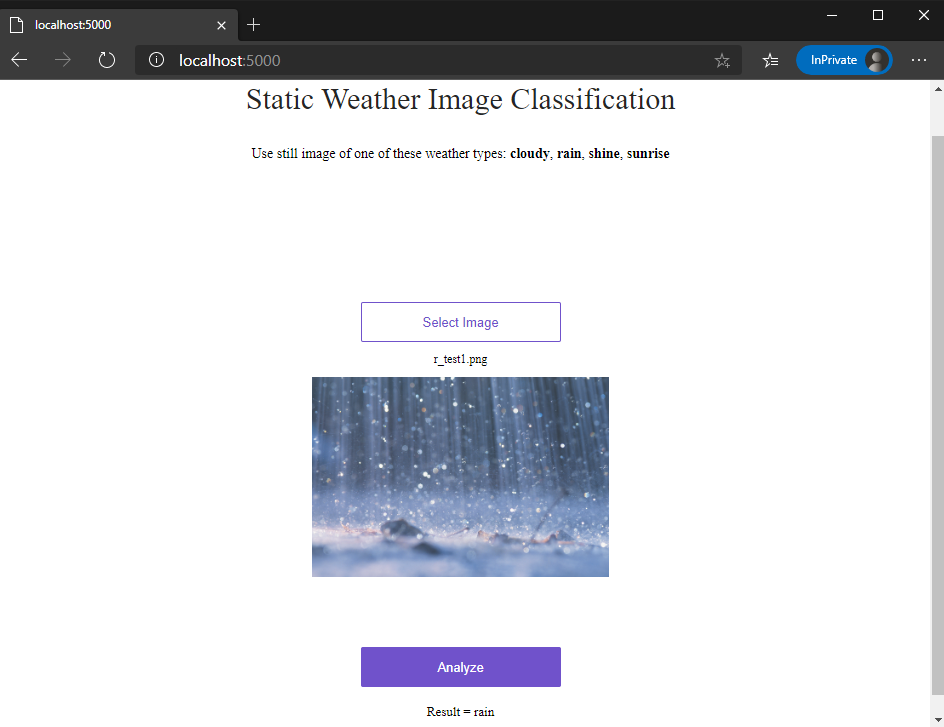 localhost:5000
localhost:5000
InPrivate
Static Weather Image Classification
Use still image of one of these weather types: cloudy, rain, shine, sunrise
Select Image
r_test1.png
Analyze
Result = rain